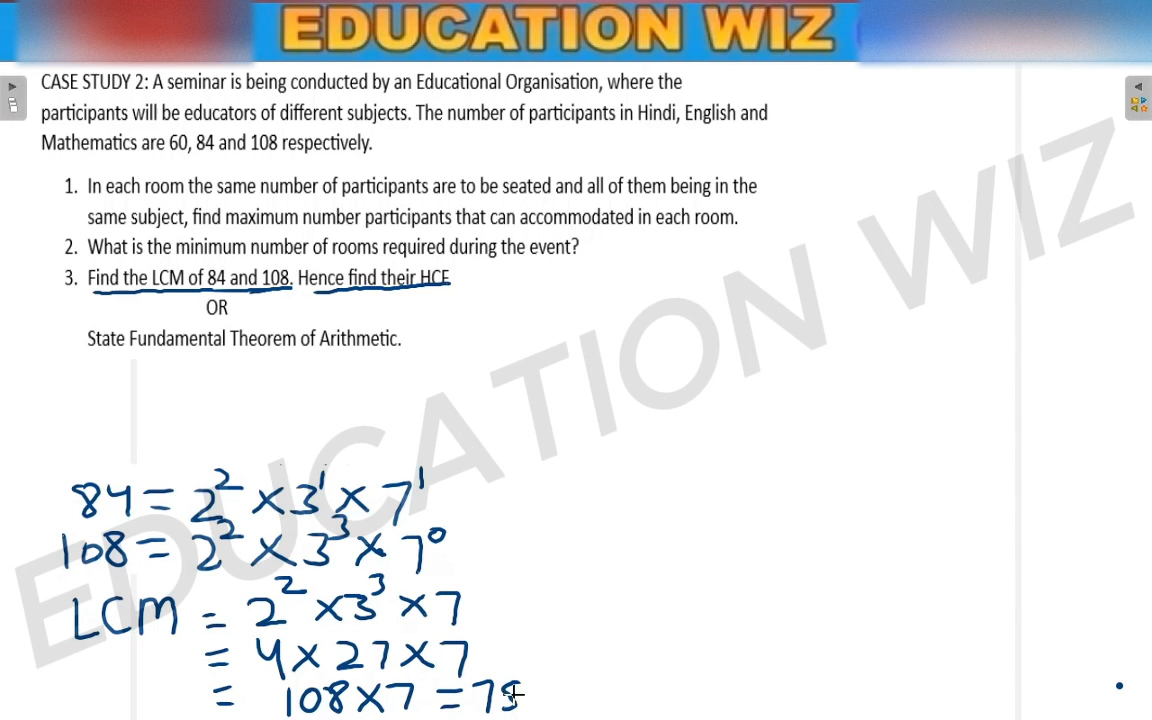 EDUCATION WIZ
CASE STUDY 2: A seminar is being conducted by an Educational Organisation, where the
participants will be educators of different subjects. The number of participants in Hindi, English and
Mathematics are 60, 84 and 108 respectively.
1. In each room the same number of participants are to be seated and all of them being in the
same subject, find maximum number participants that can accommodated in each room.
2. What is the minimum number of rooms required during the event?
3. Find the LCM of 84 and 108. Hence find their HCF
OR
State Fundamental Theorem of Arithmetic.
EDUCATION WIZ
84 = 2² × 3¹ × 7¹
108 = 2² × 3³ × 7⁰
LCM = 2² × 3³ × 7
= 4 × 27 × 7
= 108 × 7 = 75